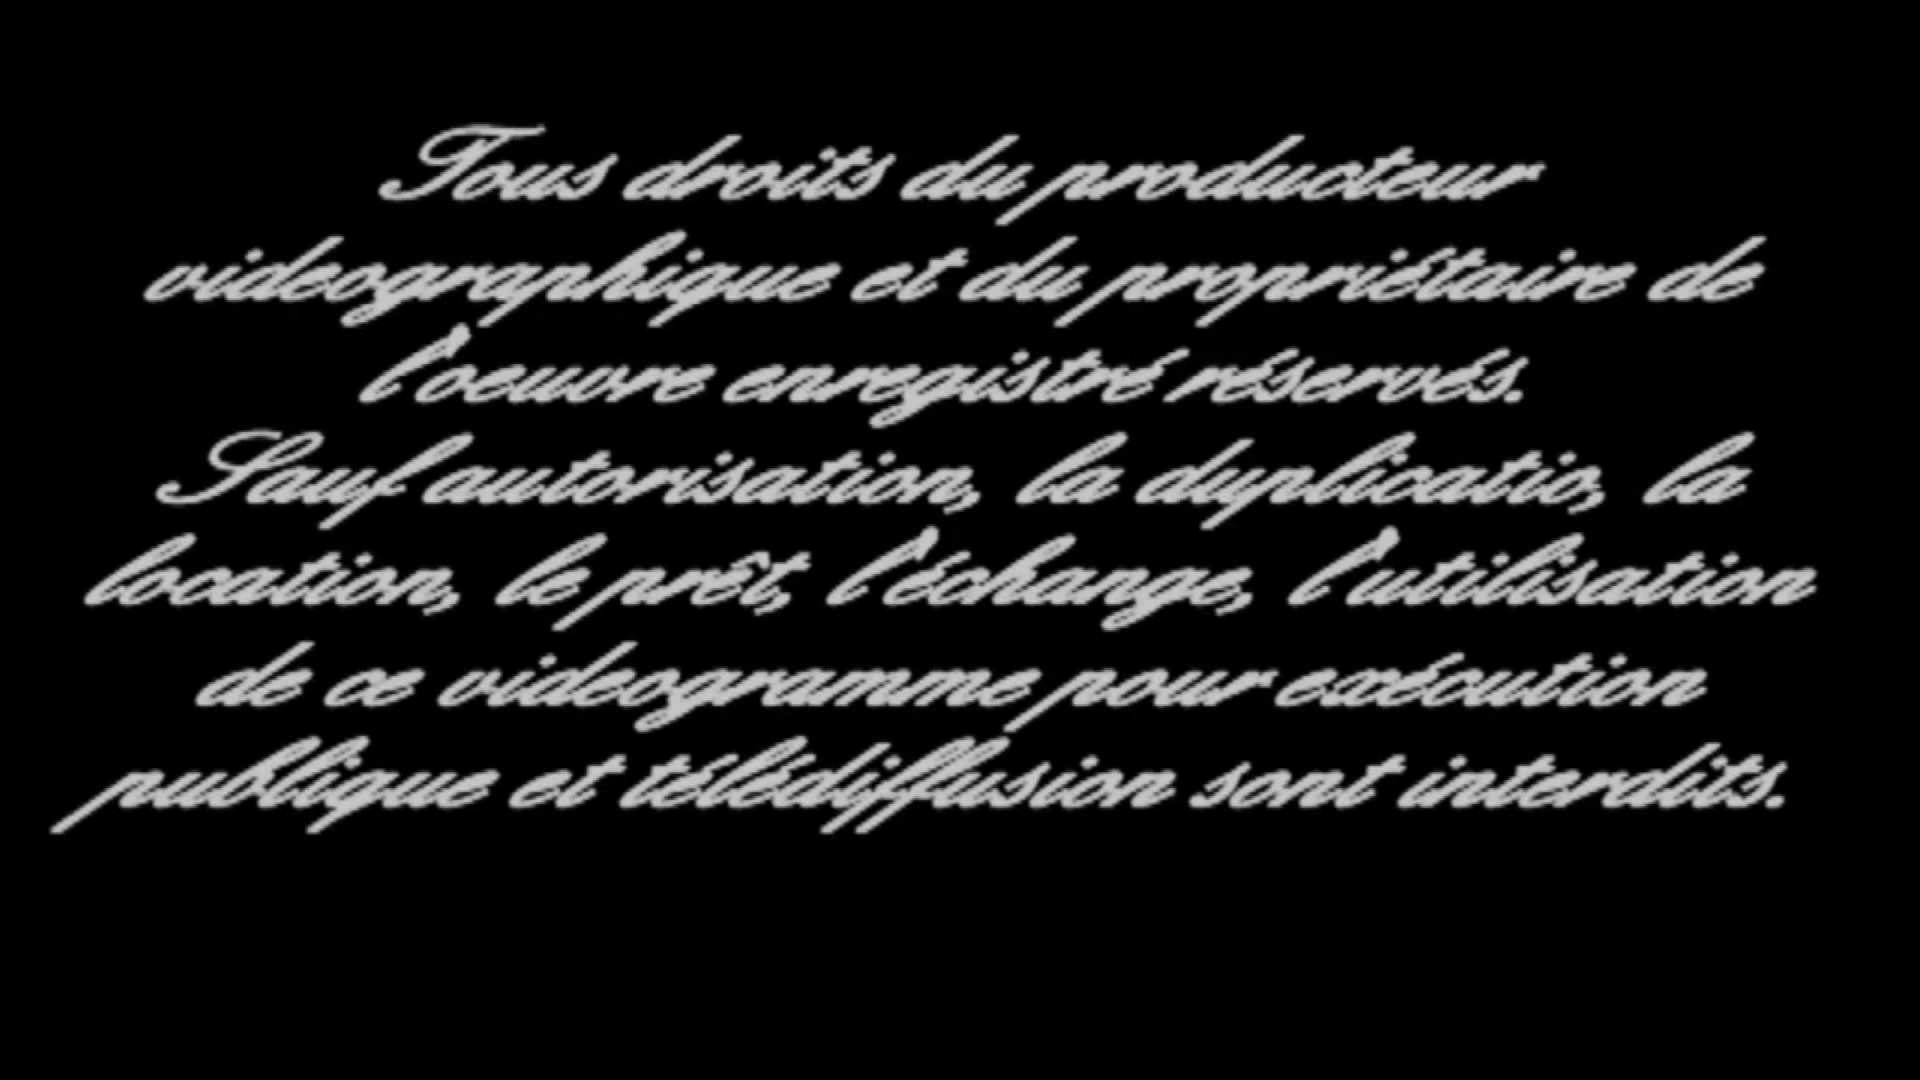 Tous droits du producteur
videographique et du propriétaire de
l'oeuvre enregistré réservés.
Sauf autorisation, la duplicatio, la
location, le prêt, l'échange, l'utilisation
de ce videogramme pour exécution
publique et télédiffusion sont interdits.